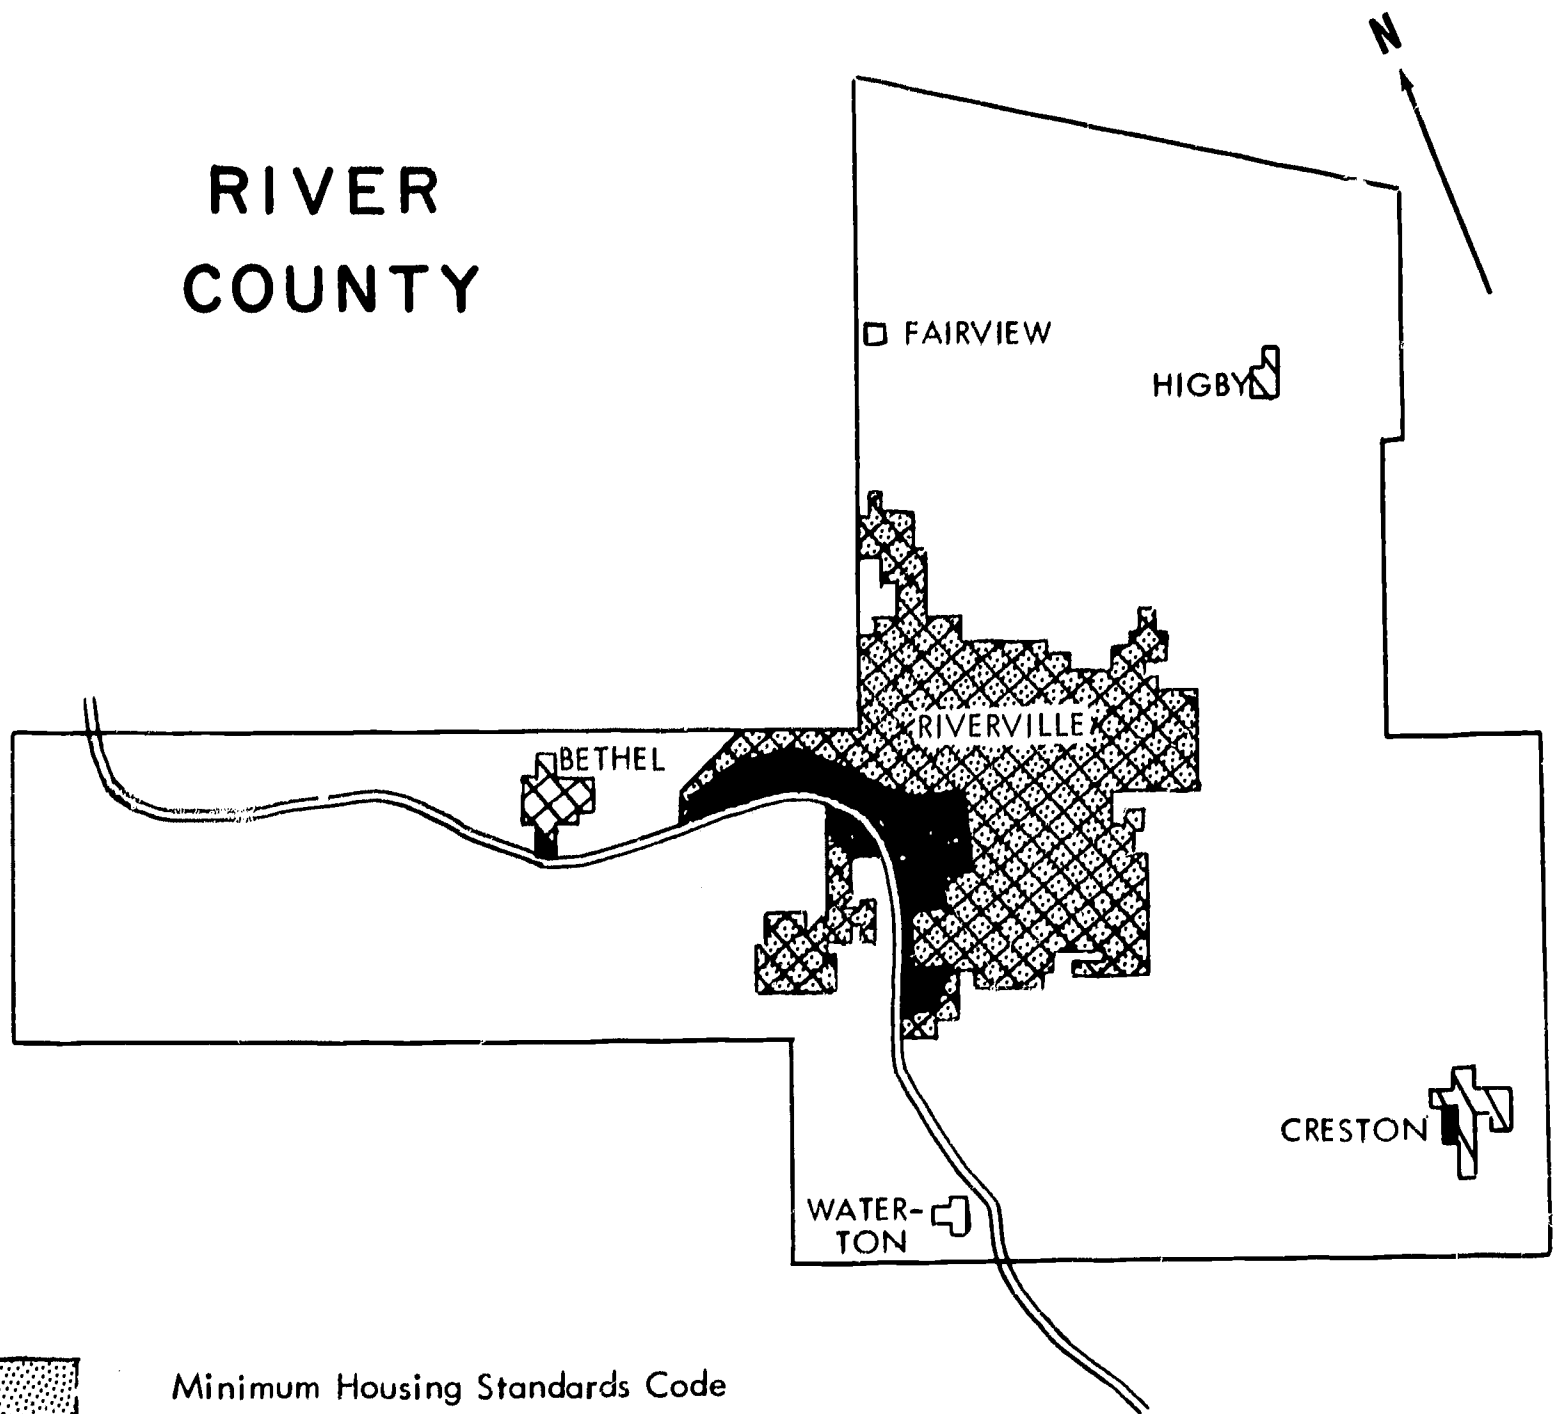 N
RIVER
COUNTY
FAIRVIEW
HIGBY
RIVERVILLE
BETHEL
CRESTON
WATER-
TON
Minimum Housing Standards Code